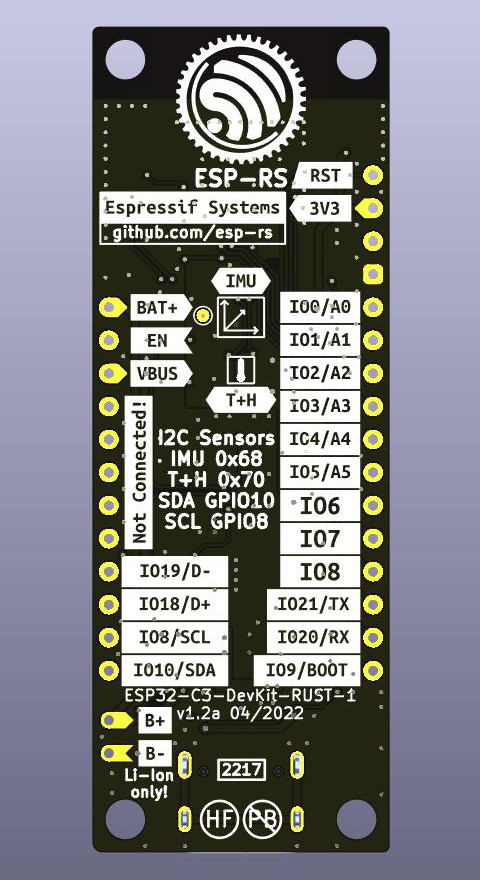 ESP-RS
RST
Espressif Systems
3V3
github.com/esp-rs
IMU
BAT+
IO0/A0
EN
IO1/A1
VBUS
IO2/A2
T+H
IO3/A3
Not Connected!
I2C Sensors
IO4/A4
IMU 0x68
IO5/A5
T+H 0x70
SDA GPIO10
IO6
SCL GPIO8
IO7
IO19/D-
IO8
IO18/D+
IO21/TX
IO8/SCL
IO20/RX
IO10/SDA
IO9/BOOT
ESP32-C3-DevKit-RUST-1
v1.2a 04/2022
B+
B-
Li-Ion
only!
2217
HF
PB